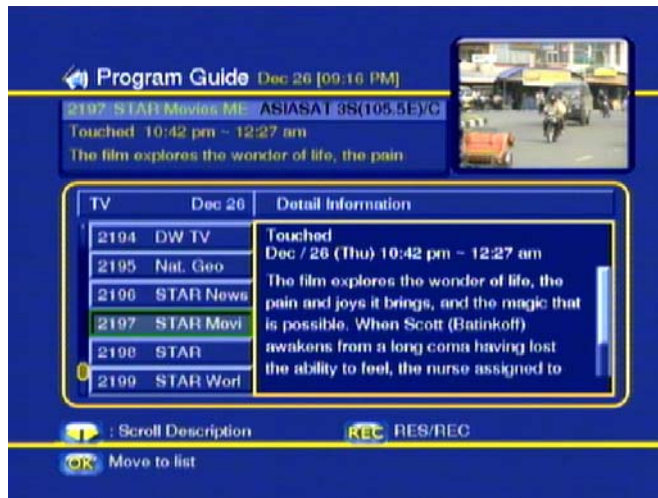 Program Guide Dec 26 [09:16 PM]
2197 STAR Movies ME ASIASAT 3S(105.5E)/C
Touched 10:42 pm ~ 12:27 am
The film explores the wonder of life, the pain
TV Dec 26 Detail Information
2194 DW TV
2195 Nat. Geo
2196 STAR News
2197 STAR Movi
2198 STAR
2199 STAR Worl
Touched
Dec / 26 (Thu) 10:42 pm ~ 12:27 am
The film explores the wonder of life, the
pain and joys it brings, and the magic that
is possible. When Scott (Batinkoff)
awakens from a long coma having lost
the ability to feel, the nurse assigned to
: Scroll Description
REC RES/REC
OK Move to list